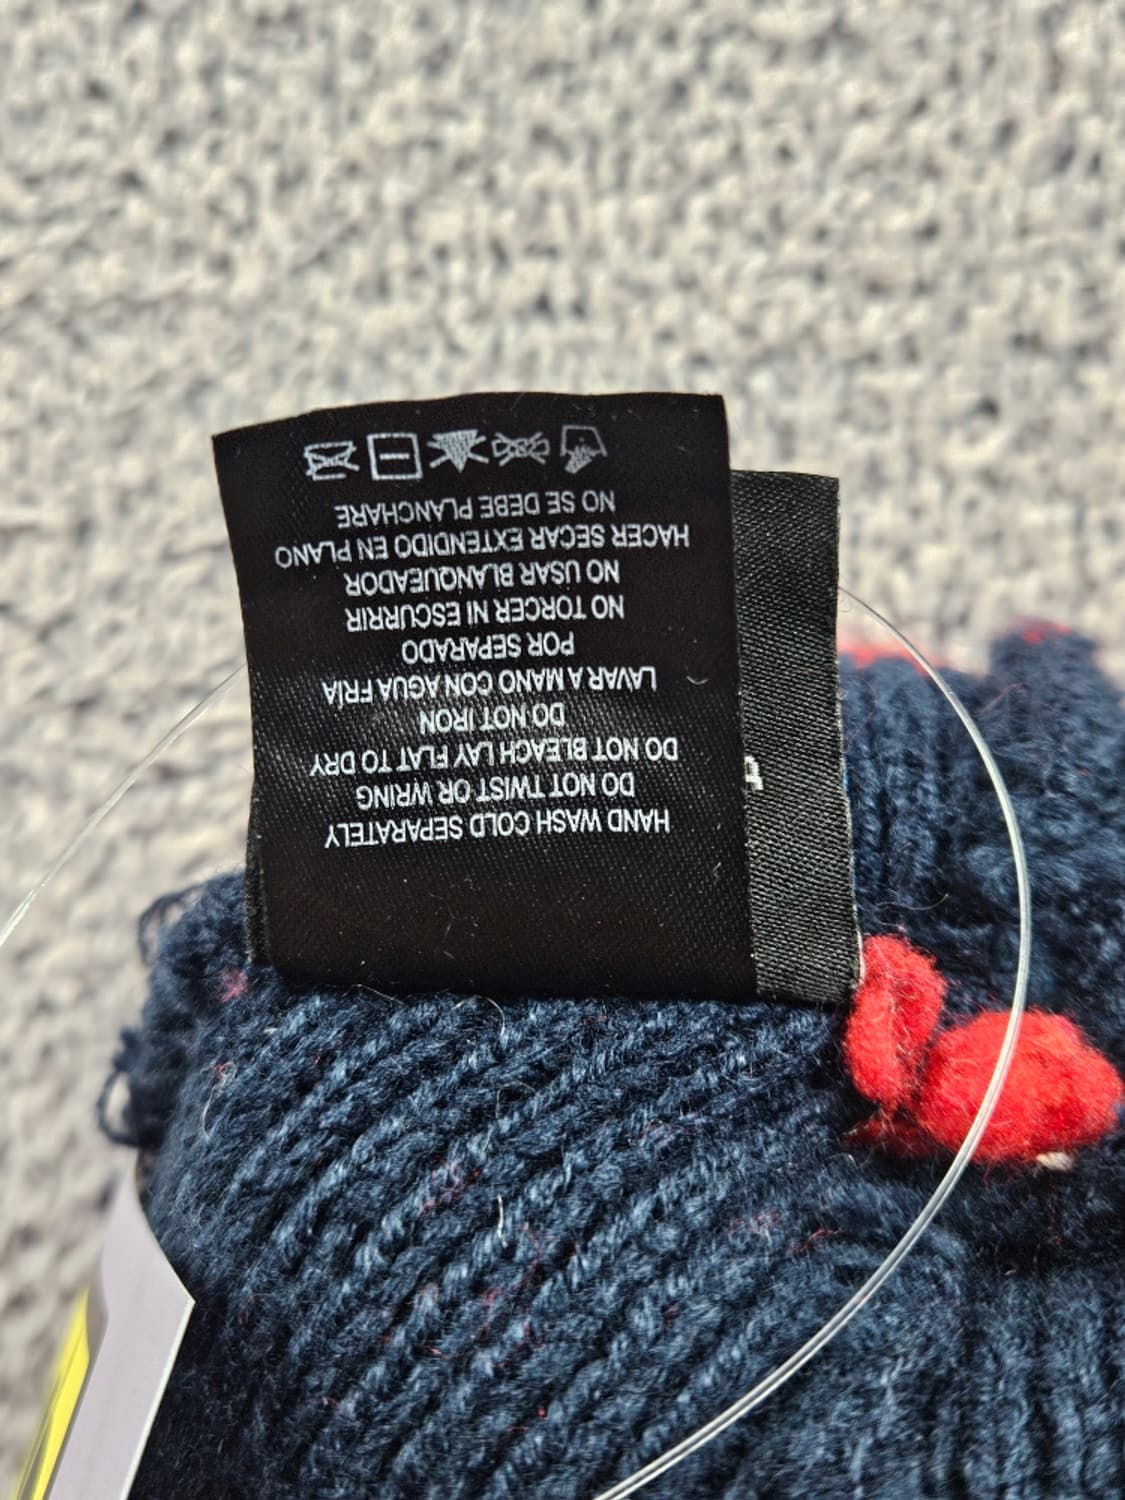 HAND WASH COLD SEPARATELY
DO NOT TWIST OR WRING
DO NOT BLEACH LAY FLAT TO DRY
DO NOT IRON
LAVAR A MANO CON AGUA FRÍA
POR SEPARADO
NO TORCER NI ESCURRIR
NO USAR BLANQUEADOR
HACER SECAR EXTENDIDO EN PLANO
NO SE DEBE PLANCHARE